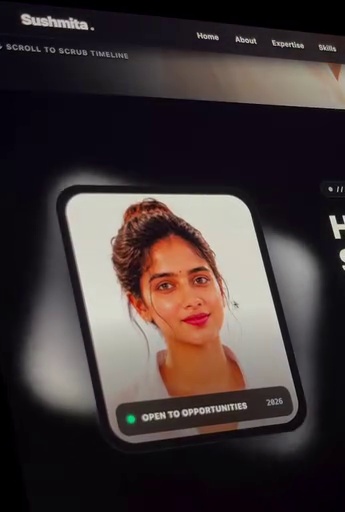 Sushmita.
Home About Expertise Skills
SCROLL TO SCRUB TIMELINE
//
H
S
OPEN TO OPPORTUNITIES 2026